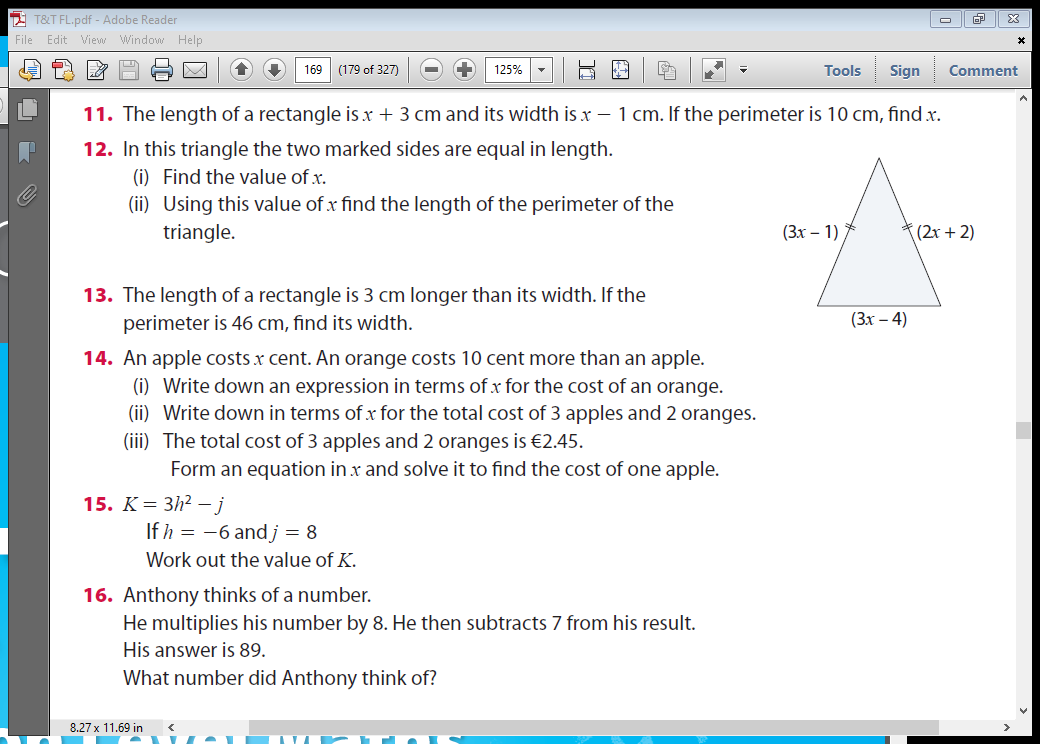 T&T FL.pdf - Adobe Reader
File Edit View Window Help
169 (179 of 327) 125% Tools Sign Comment
11. The length of a rectangle is x + 3 cm and its width is x − 1 cm. If the perimeter is 10 cm, find x.
12. In this triangle the two marked sides are equal in length.
(i) Find the value of x.
(ii) Using this value of x find the length of the perimeter of the
triangle.
(3x – 1) (2x + 2)
(3x – 4)
13. The length of a rectangle is 3 cm longer than its width. If the
perimeter is 46 cm, find its width.
14. An apple costs x cent. An orange costs 10 cent more than an apple.
(i) Write down an expression in terms of x for the cost of an orange.
(ii) Write down in terms of x for the total cost of 3 apples and 2 oranges.
(iii) The total cost of 3 apples and 2 oranges is €2.45.
Form an equation in x and solve it to find the cost of one apple.
15. K = 3h² − j
If h = −6 and j = 8
Work out the value of K.
16. Anthony thinks of a number.
He multiplies his number by 8. He then subtracts 7 from his result.
His answer is 89.
What number did Anthony think of?
8.27 x 11.69 in